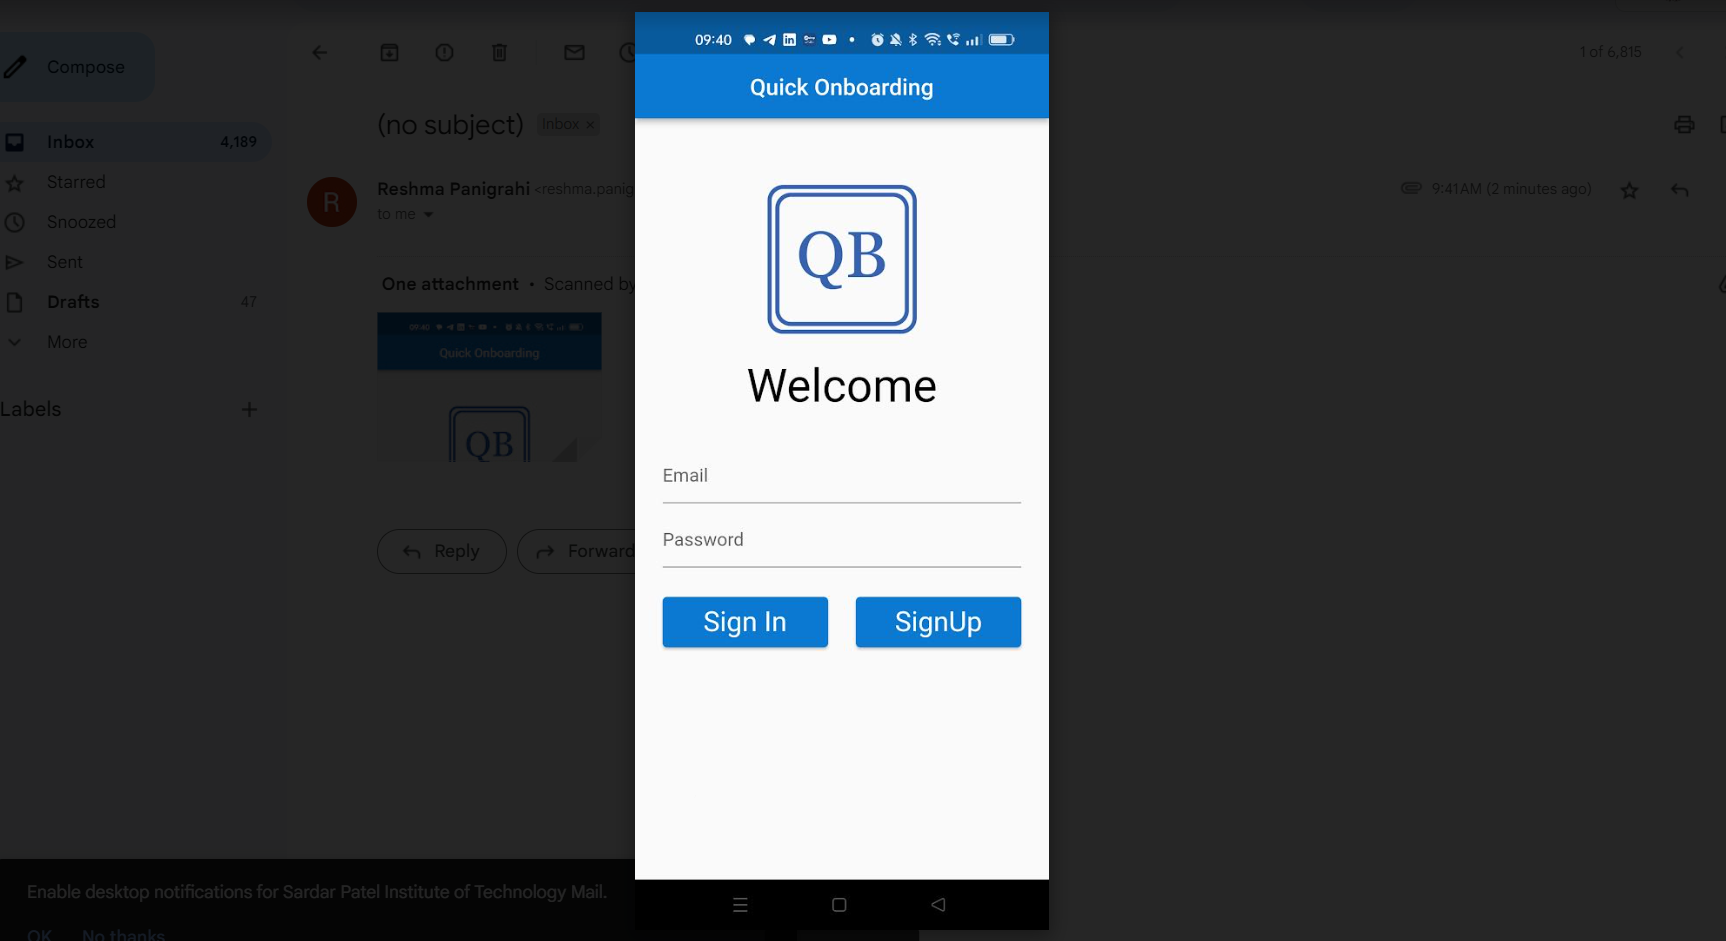 Compose
1 of 6,815
(no subject)
Inbox ×
Inbox 4,189
Starred
Snoozed
Sent
Drafts 47
More
Labels
R
Reshma Panigrahi <reshma.panig
to me
9:41 AM (2 minutes ago)
One attachment • Scanned by
09:40
Quick Onboarding
QB
Reply
Forward
Enable desktop notifications for Sardar Patel Institute of Technology Mail.
OK No thanks
09:40
Quick Onboarding
QB
Welcome
Email
Password
Sign In
SignUp